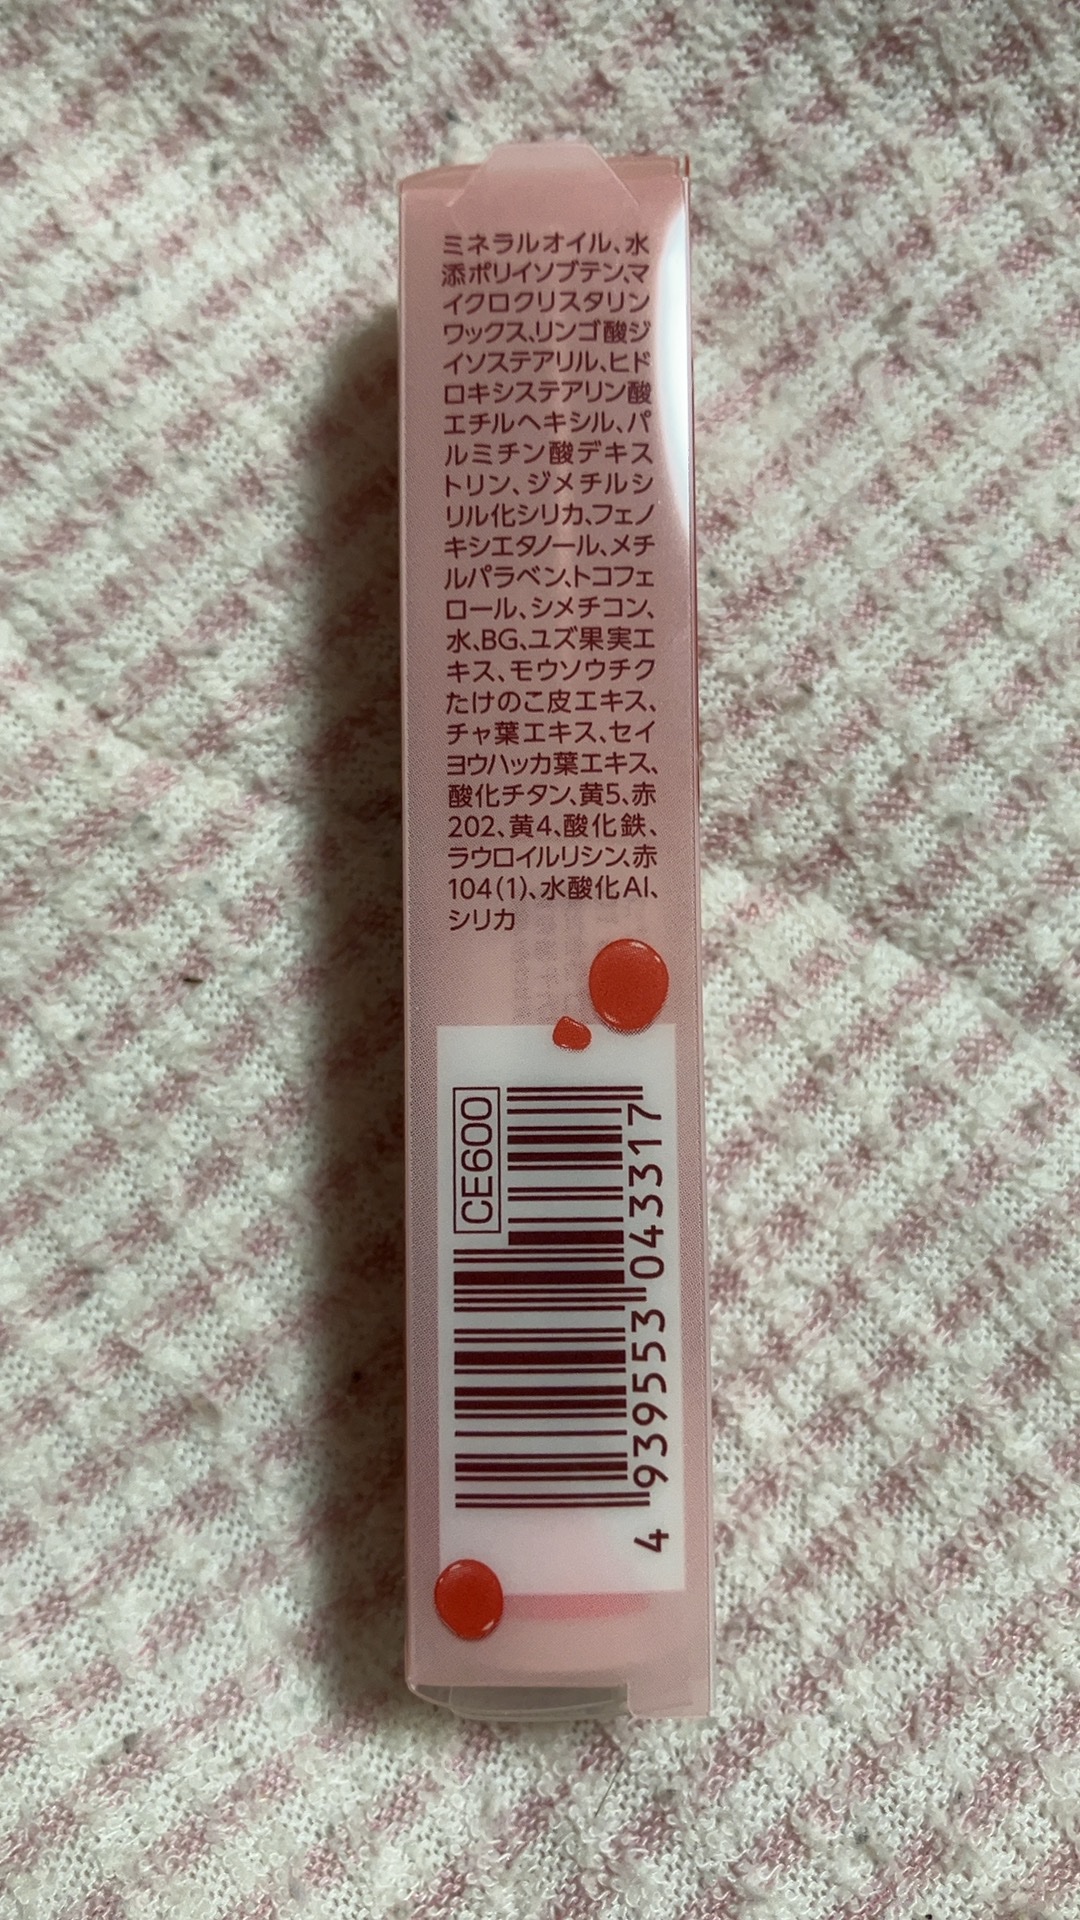 ミネラルオイル、水
添ポリイソブテン、マ
イクロクリスタリン
ワックス、リンゴ酸ジ
イソステアリル、ヒド
ロキシステアリン酸
エチルヘキシル、パ
ルミチン酸デキス
トリン、ジメチルシ
リル化シリカ、フェノ
キシエタノール、メチ
ルパラベン、トコフェ
ロール、シメチコン、
水、BG、ユズ果実エ
キス、モウソウチク
たけのこ皮エキス、
チャ葉エキス、セイ
ヨウハッカ葉エキス、
酸化チタン、黄5、赤
202、黄4、酸化鉄、
ラウロイルリシン、赤
104(1)、水酸化Al、
シリカ
CE600
4 939553 043317